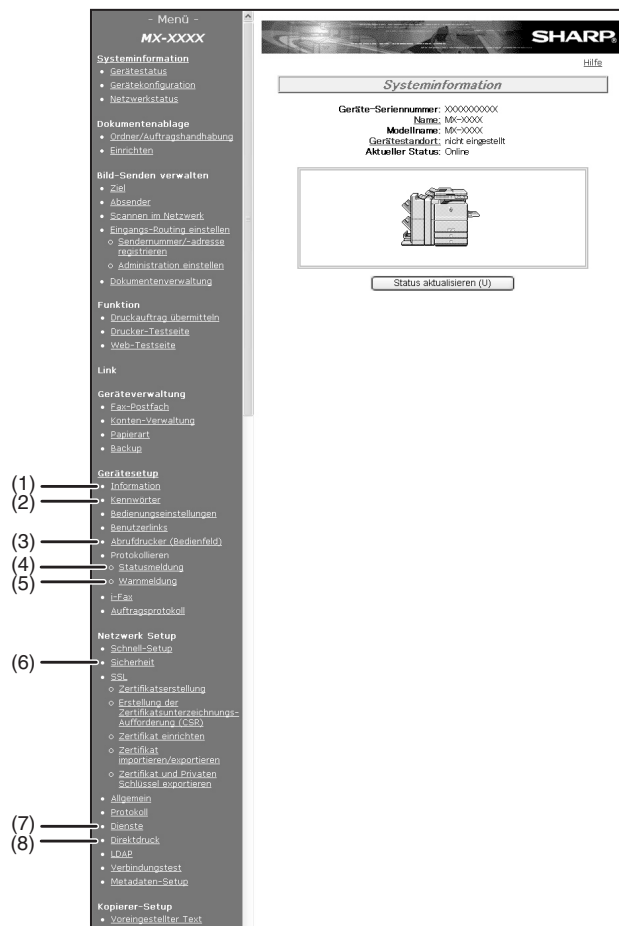 - Menü -
MX-XXXX
Systeminformation
• Gerätestatus
• Gerätekonfiguration
• Netzwerkstatus
Dokumentenablage
• Ordner/Auftragshandhabung
• Einrichten
Bild-Senden verwalten
• Ziel
• Absender
• Scannen im Netzwerk
• Eingangs-Routing einstellen
○ Sendernummer/-adresse
registrieren
○ Administration einstellen
• Dokumentenverwaltung
Funktion
• Druckauftrag übermitteln
• Drucker-Testseite
• Web-Testseite
Link
Geräteverwaltung
• Fax-Postfach
• Konten-Verwaltung
• Papierart
• Backup
Gerätesetup
(1) • Information
(2) • Kennwörter
• Bedienungseinstellungen
• Benutzerlinks
(3) • Abrufdrucker (Bedienfeld)
• Protokollieren
(4) ○ Statusmeldung
(5) ○ Warnmeldung
• i-Fax
• Auftragsprotokoll
Netzwerk Setup
• Schnell-Setup
(6) • Sicherheit
• SSL
○ Zertifikatserstellung
○ Erstellung der
Zertifikatsunterzeichnungs-
Aufforderung (CSR)
○ Zertifikat einrichten
○ Zertifikat
importieren/exportieren
○ Zertifikat und Privaten
Schlüssel exportieren
• Allgemein
• Protokoll
(7) • Dienste
(8) • Direktdruck
• LDAP
• Verbindungstest
• Metadaten-Setup
Kopierer-Setup
• Voreingestellter Text
SHARP
Hilfe
Systeminformation
Geräte-Seriennummer: XXXXXXXXXX
Name: MX-XXXX
Modellname: MX-XXXX
Gerätestandort: nicht eingestellt
Aktueller Status: Online
Status aktualisieren (U)